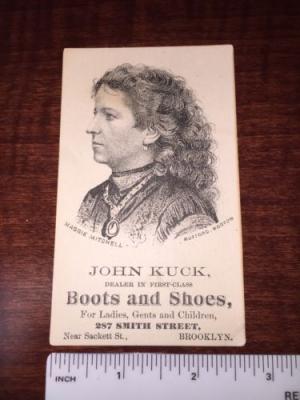 MAGGIE MITCHELL. BUFFORD, BOSTON
JOHN KUCK,
DEALER IN FIRST-CLASS
Boots and Shoes,
For Ladies, Gents and Children,
287 SMITH STREET,
Near Sackett St., BROOKLYN.
INCH 1 2 3